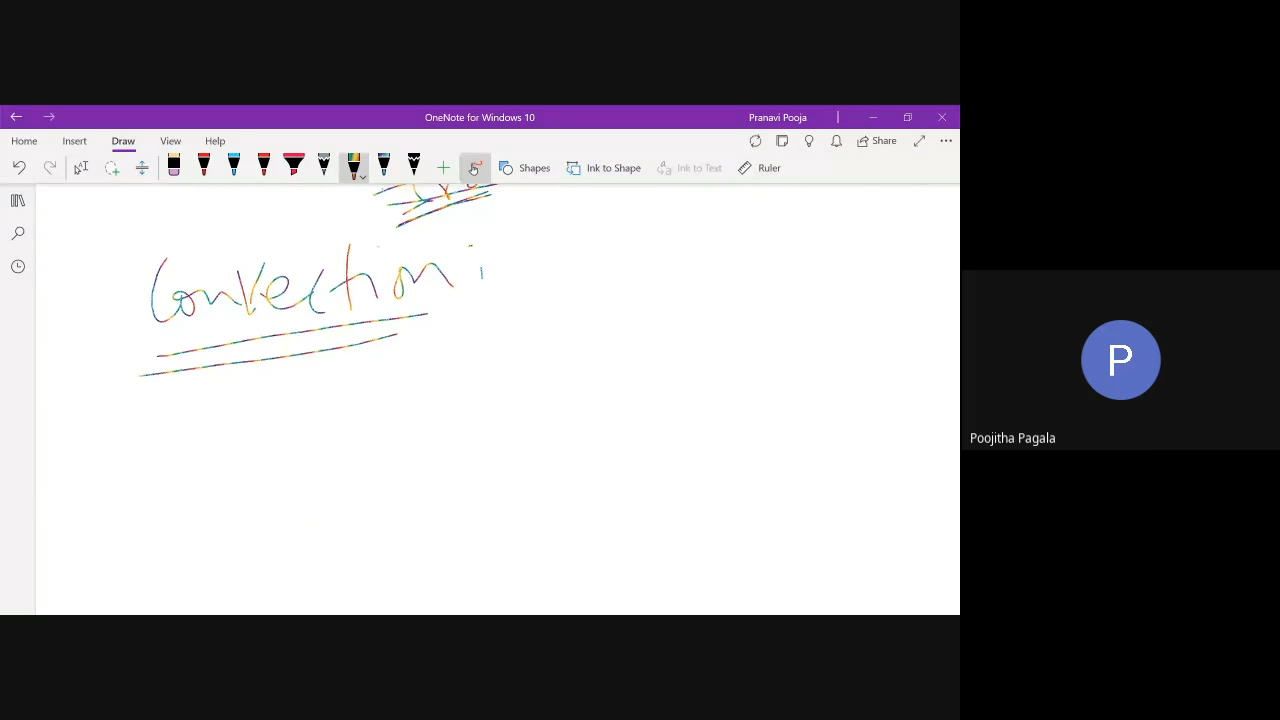 OneNote for Windows 10
Pranavi Pooja
Home Insert Draw View Help
Share
Shapes Ink to Shape Ink to Text Ruler
Convection :
P
Poojitha Pagala